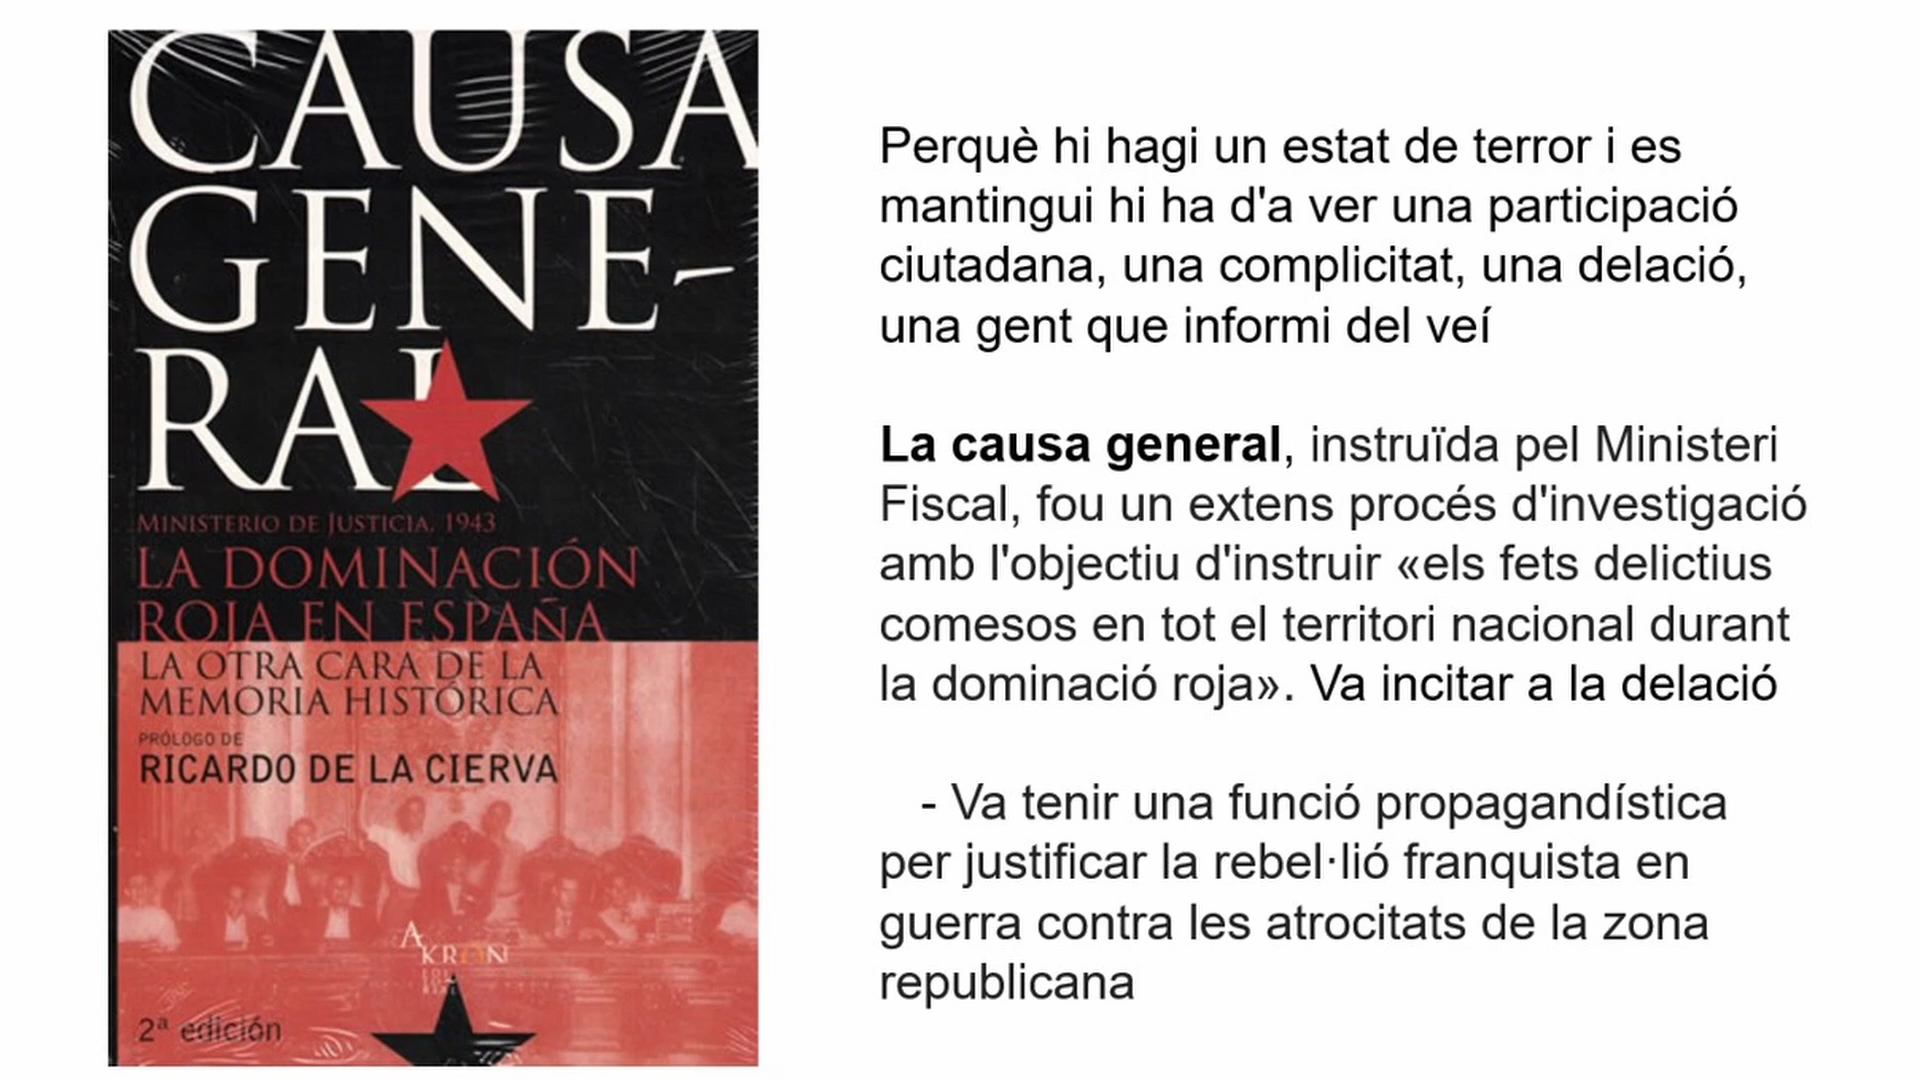 CAUSA
GENE-
RAL
MINISTERIO DE JUSTICIA, 1943
LA DOMINACIÓN
ROJA EN ESPAÑA
LA OTRA CARA DE LA
MEMORIA HISTÓRICA
PRÓLOGO DE
RICARDO DE LA CIERVA
AKRON
2ª edición
Perquè hi hagi un estat de terror i es
mantingui hi ha d'a ver una participació
ciutadana, una complicitat, una delació,
una gent que informi del veí
La causa general, instruïda pel Ministeri
Fiscal, fou un extens procés d'investigació
amb l'objectiu d'instruir «els fets delictius
comesos en tot el territori nacional durant
la dominació roja». Va incitar a la delació
- Va tenir una funció propagandística
per justificar la rebel·lió franquista en
guerra contra les atrocitats de la zona
republicana